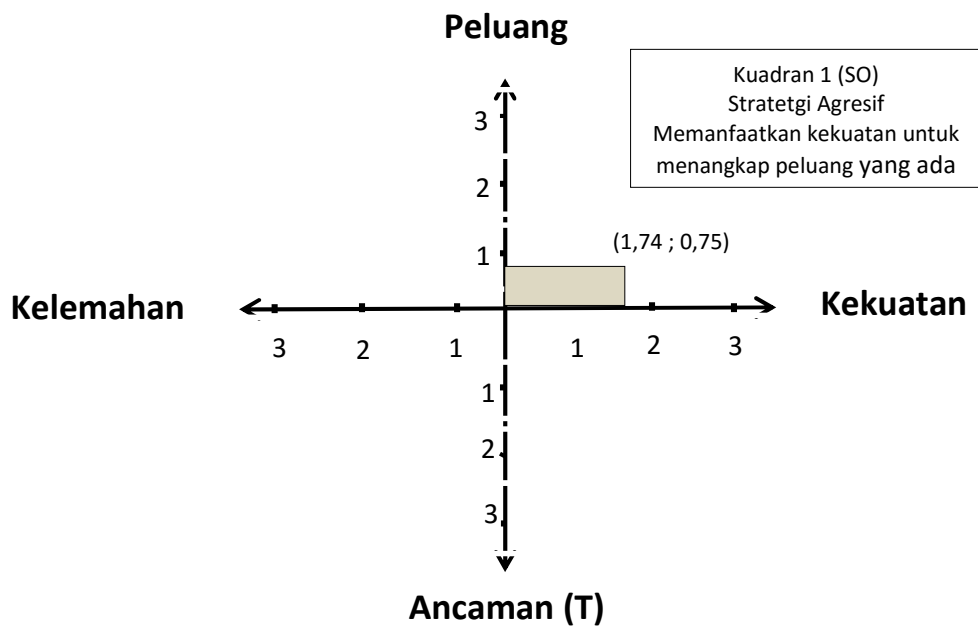 Peluang
Kuadran 1 (SO)
Stratetgi Agresif
Memanfaatkan kekuatan untuk
menangkap peluang yang ada
3
2
1
(1,74 ; 0,75)
Kelemahan
Kekuatan
3 2 1 1 2 3
1
2
3
Ancaman (T)